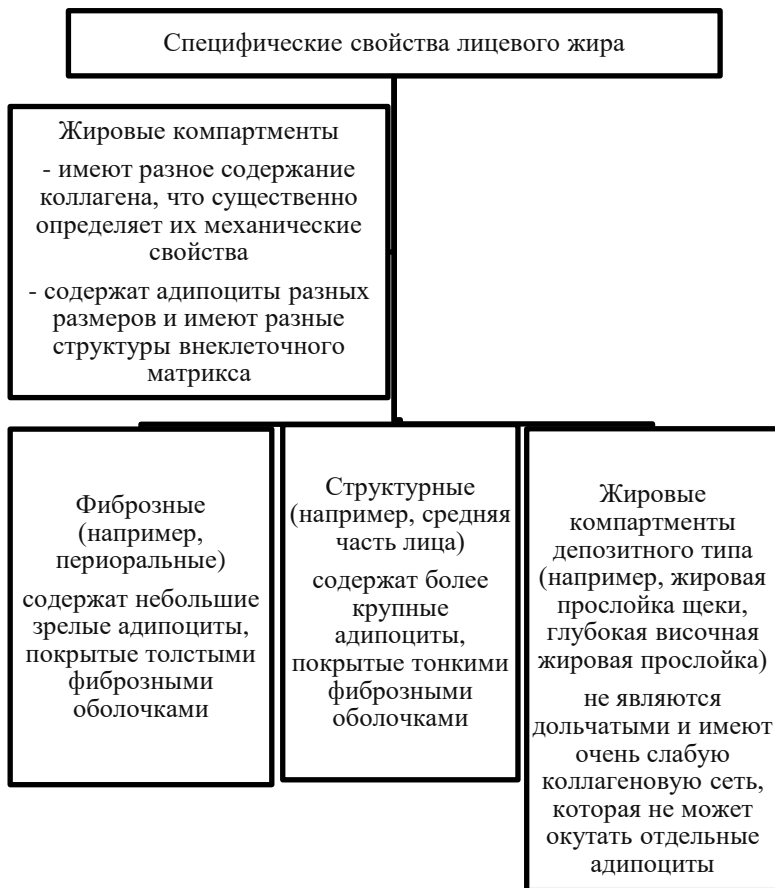 Специфические свойства лицевого жира
Жировые компартменты
- имеют разное содержание
коллагена, что существенно
определяет их механические
свойства
- содержат адипоциты разных
размеров и имеют разные
структуры внеклеточного
матрикса
Фиброзные
(например,
периоральные)
содержат небольшие
зрелые адипоциты,
покрытые толстыми
фиброзными
оболочками
Структурные
(например, средняя
часть лица)
содержат более
крупные
адипоциты,
покрытые тонкими
фиброзными
оболочками
Жировые
компартменты
депозитного типа
(например, жировая
прослойка щеки,
глубокая височная
жировая прослойка)
не являются
дольчатыми и имеют
очень слабую
коллагеновую сеть,
которая не может
окутать отдельные
адипоциты